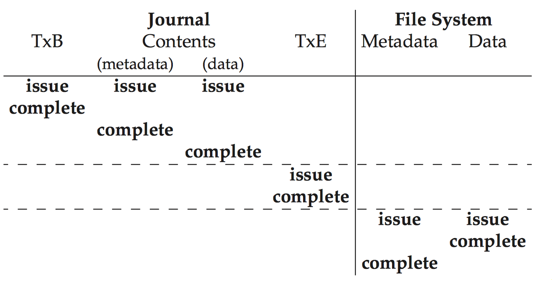 Journal File System
TxB Contents TxE Metadata Data
(metadata) (data)
issue issue issue
complete
complete
complete
issue
complete
issue issue
complete
complete